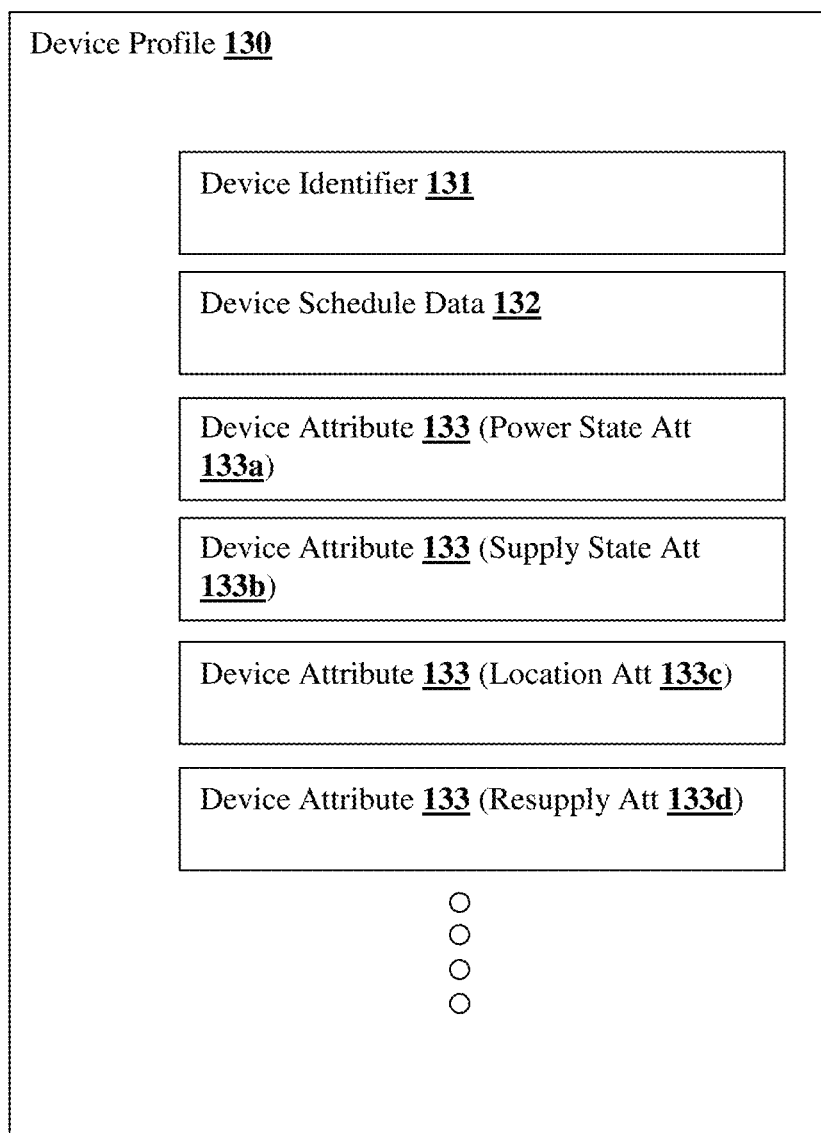 Device Profile 130
Device Identifier 131
Device Schedule Data 132
Device Attribute 133 (Power State Att
133a)
Device Attribute 133 (Supply State Att
133b)
Device Attribute 133 (Location Att 133c)
Device Attribute 133 (Resupply Att 133d)